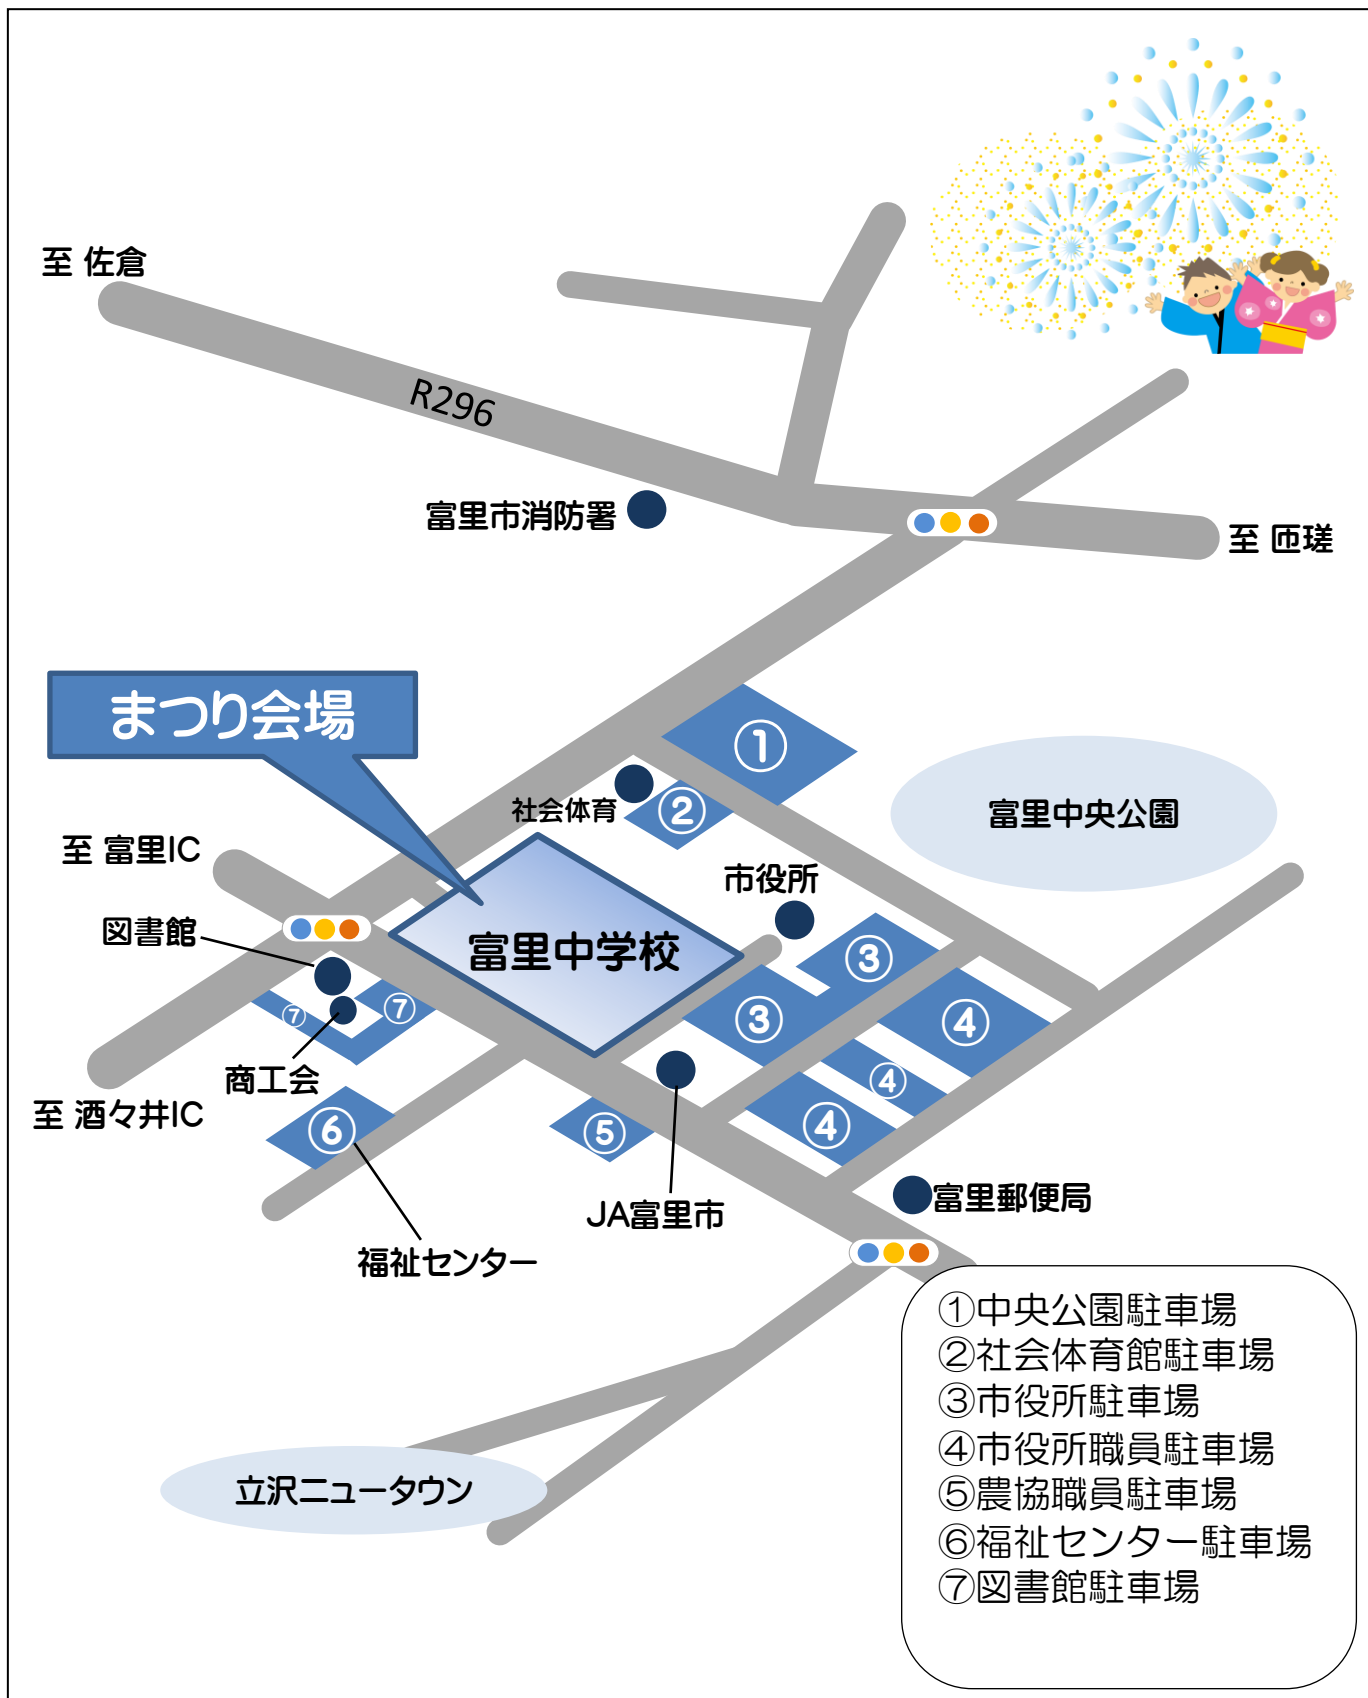 至 佐倉
R296
富里市消防署
至 匝瑳
まつり会場
①
社会体育
②
富里中央公園
至 富里IC
市役所
図書館
富里中学校
③
③
④
⑦
⑦
商工会
④
至 酒々井IC
⑥
⑤
④
JA富里市
富里郵便局
福祉センター
①中央公園駐車場
②社会体育館駐車場
③市役所駐車場
④市役所職員駐車場
⑤農協職員駐車場
⑥福祉センター駐車場
⑦図書館駐車場
立沢ニュータウン